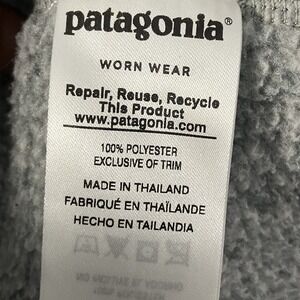 patagonia®
WORN WEAR
Repair, Reuse, Recycle
This Product
www.patagonia.com
100% POLYESTER
EXCLUSIVE OF TRIM
MADE IN THAILAND
FABRIQUÉ EN THAÏLANDE
HECHO EN TAILANDIA